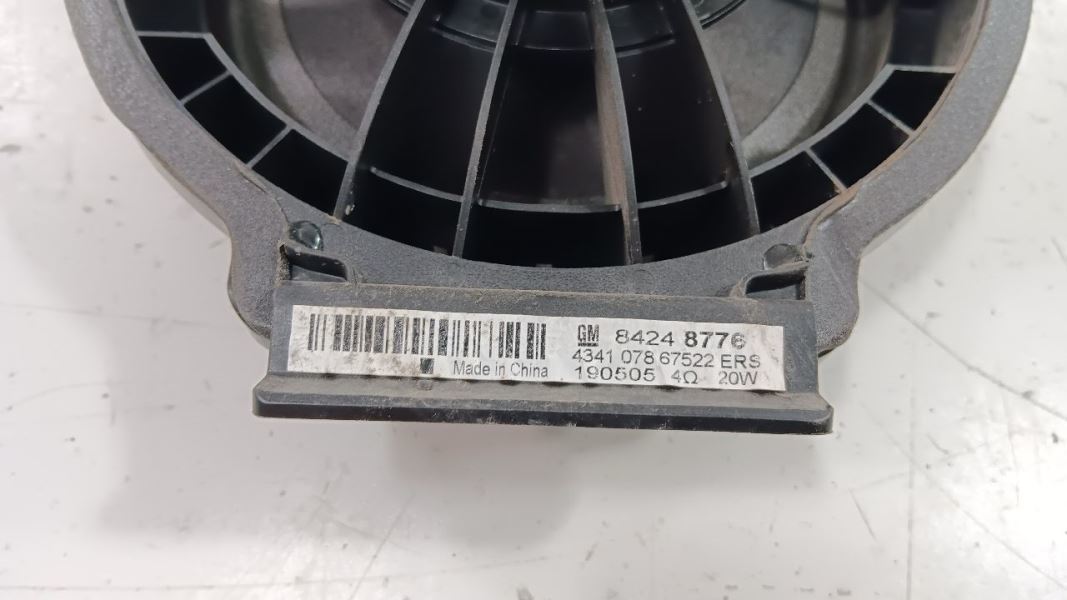 GM 8424 8776
4341 078 67522 ERS
Made in China 190505 4Ω 20W